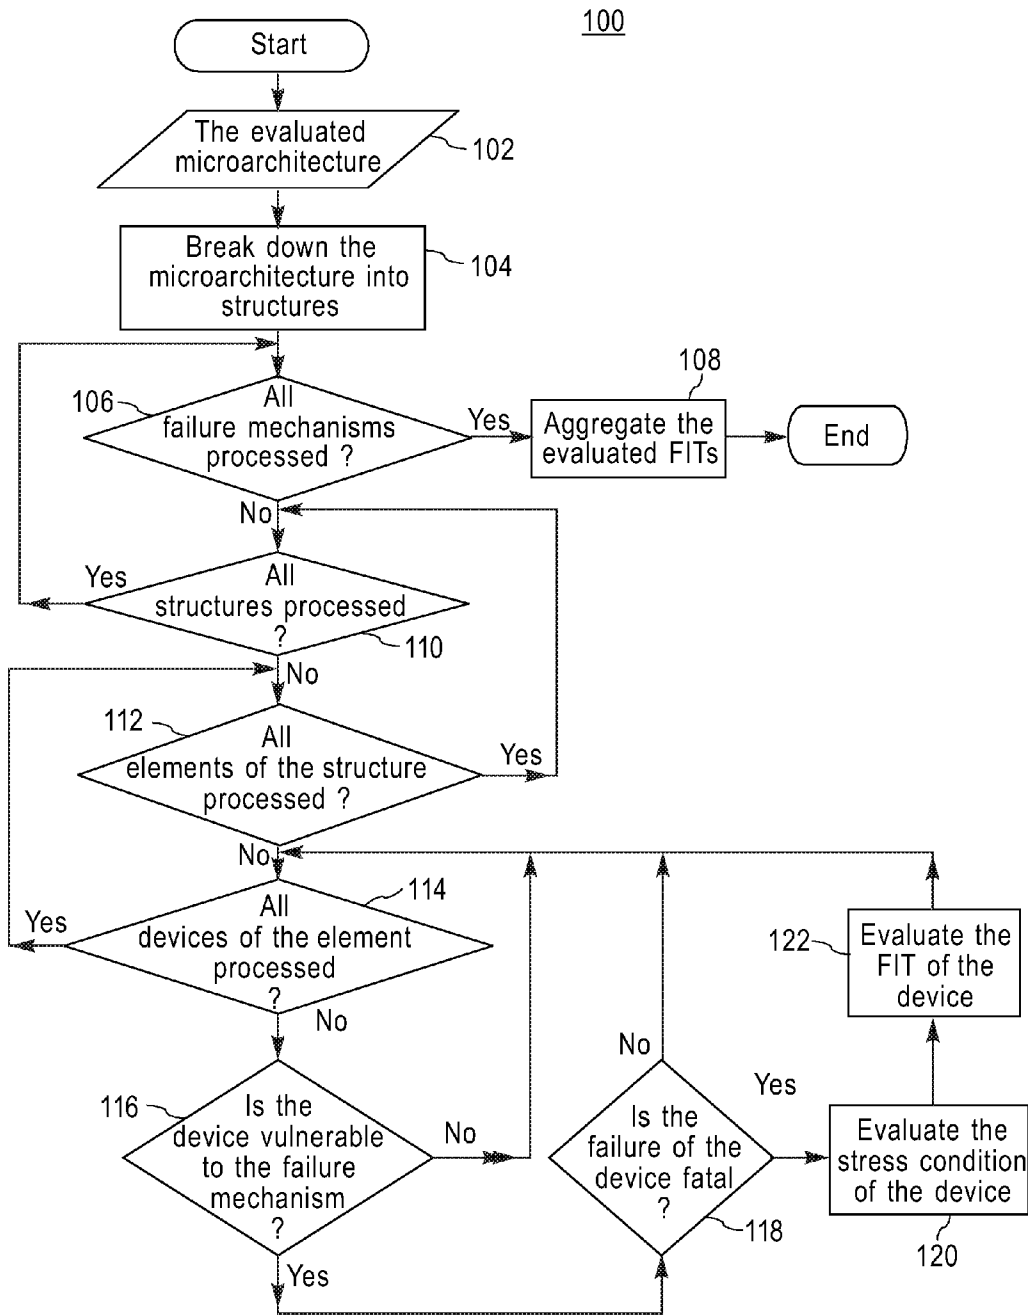 100
Start
The evaluated
microarchitecture
102
Break down the
microarchitecture into
structures
104
106
All
failure mechanisms
processed ?
Yes
108
Aggregate the
evaluated FITs
End
No
Yes
All
structures processed
?
110
No
112
All
elements of the structure
processed ?
Yes
No
114
Yes
All
devices of the element
processed
?
No
116
Is the
device vulnerable
to the failure
mechanism
?
No
Yes
No
Is the
failure of the
device fatal
?
118
Yes
Evaluate the
stress condition
of the device
120
122
Evaluate the
FIT of the
device